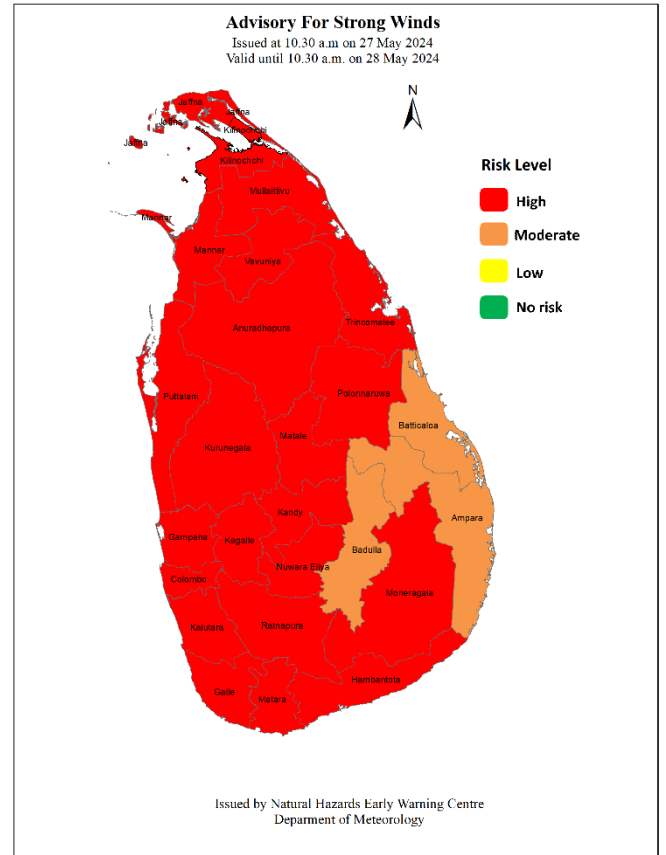 Advisory For Strong Winds
Issued at 10.30 a.m on 27 May 2024
Valid until 10.30 a.m. on 28 May 2024
N
Jaffna
Jaffna
Jaffna
Kilinochchi
Jaffna
Kilinochchi
Risk Level
Mullaittivu
High
Mannar
Moderate
Mannar
Vavuniya
Low
No risk
Anuradhapura
Trincomalee
Puttalam
Polonnaruwa
Batticaloa
Kurunegala
Matale
Kandy
Ampara
Gampaha
Kegalle
Badulla
Nuwara Eliya
Colombo
Moneragala
Kalutara
Ratnapura
Hambantota
Galle
Matara
Issued by Natural Hazards Early Warning Centre
Deparment of Meteorology